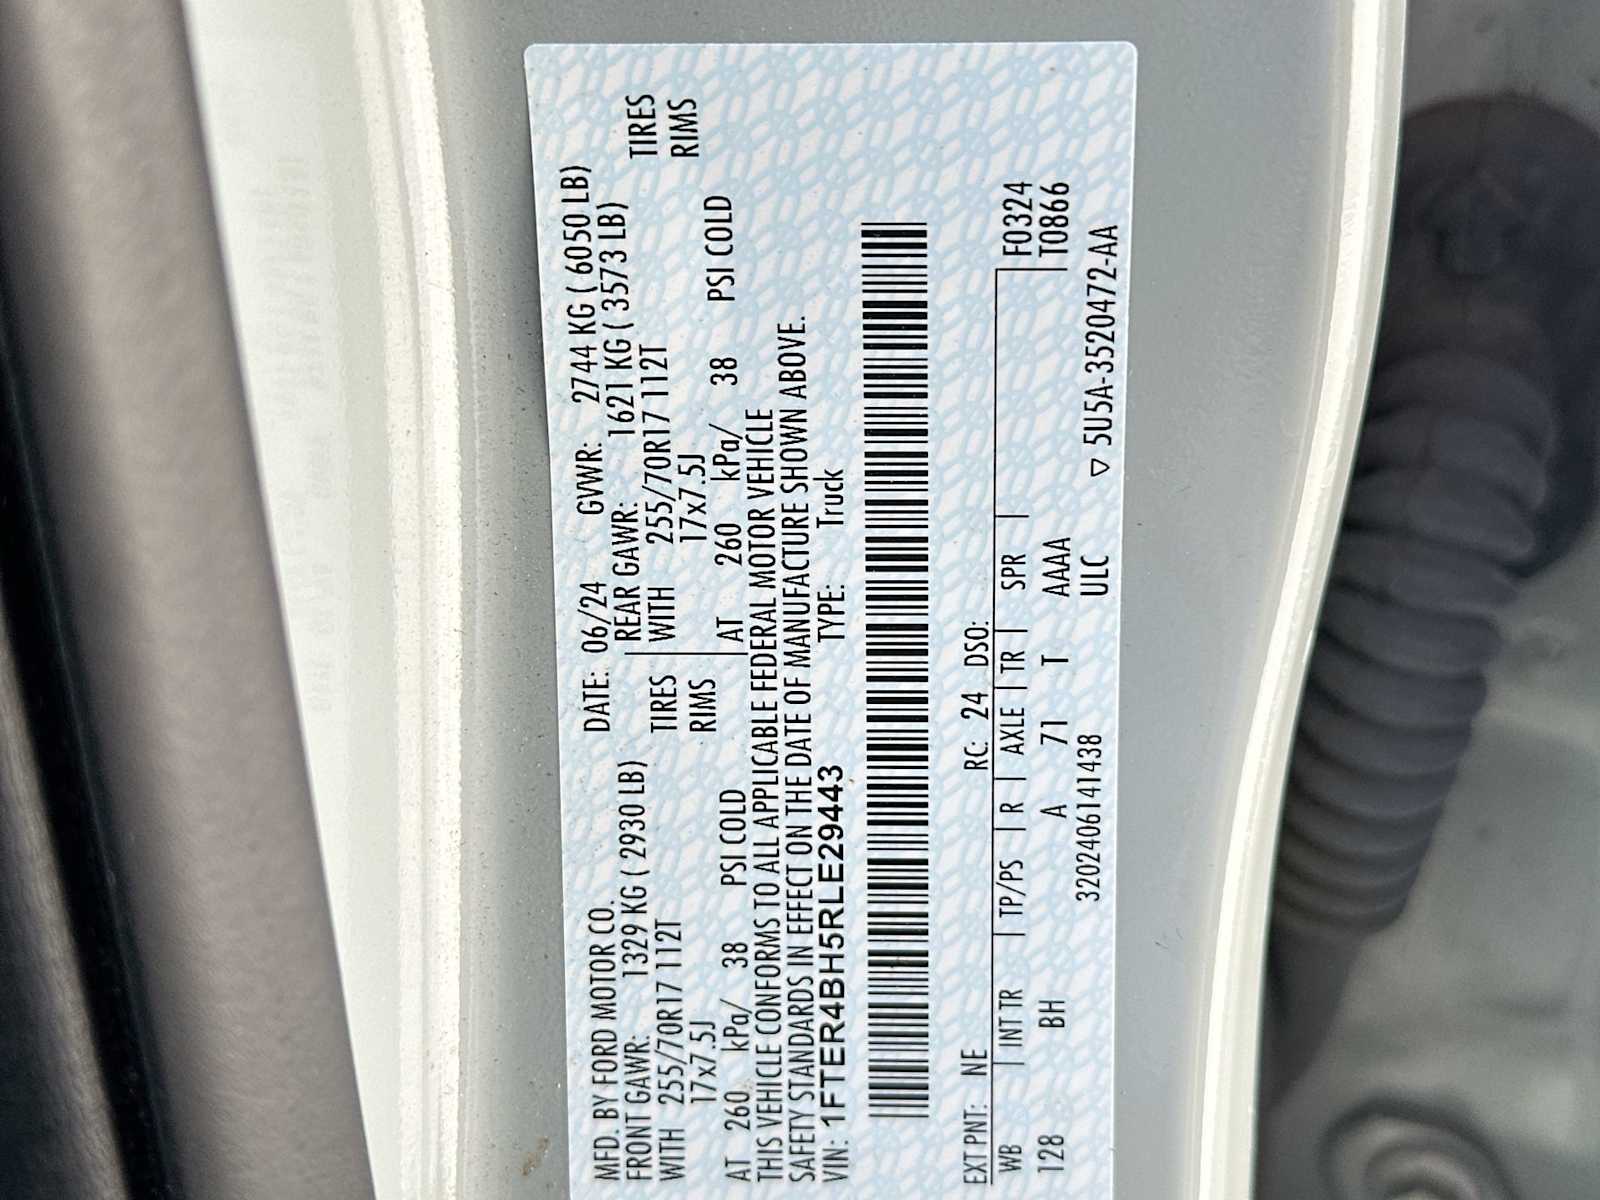 MFD. BY FORD MOTOR CO. DATE: 06/24 GVWR: 2744 KG ( 6050 LB)
FRONT GAWR: 1329 KG ( 2930 LB) REAR GAWR: 1621 KG ( 3573 LB)
WITH 255/70R17 112T TIRES WITH 255/70R17 112T TIRES
17x7.5J RIMS 17x7.5J RIMS
AT 260 kPa/ 38 PSI COLD AT 260 kPa/ 38 PSI COLD
THIS VEHICLE CONFORMS TO ALL APPLICABLE FEDERAL MOTOR VEHICLE
SAFETY STANDARDS IN EFFECT ON THE DATE OF MANUFACTURE SHOWN ABOVE.
VIN: 1FTER4BH5RLE29443 TYPE: Truck
EXT PNT: NE RC: 24 DSO:
WB INT TR TP/PS R AXLE TR SPR F0324
128 BH A 71 T AAAA T0866
320240614143​8 ULC ▽ 5U5A-3520472-AA